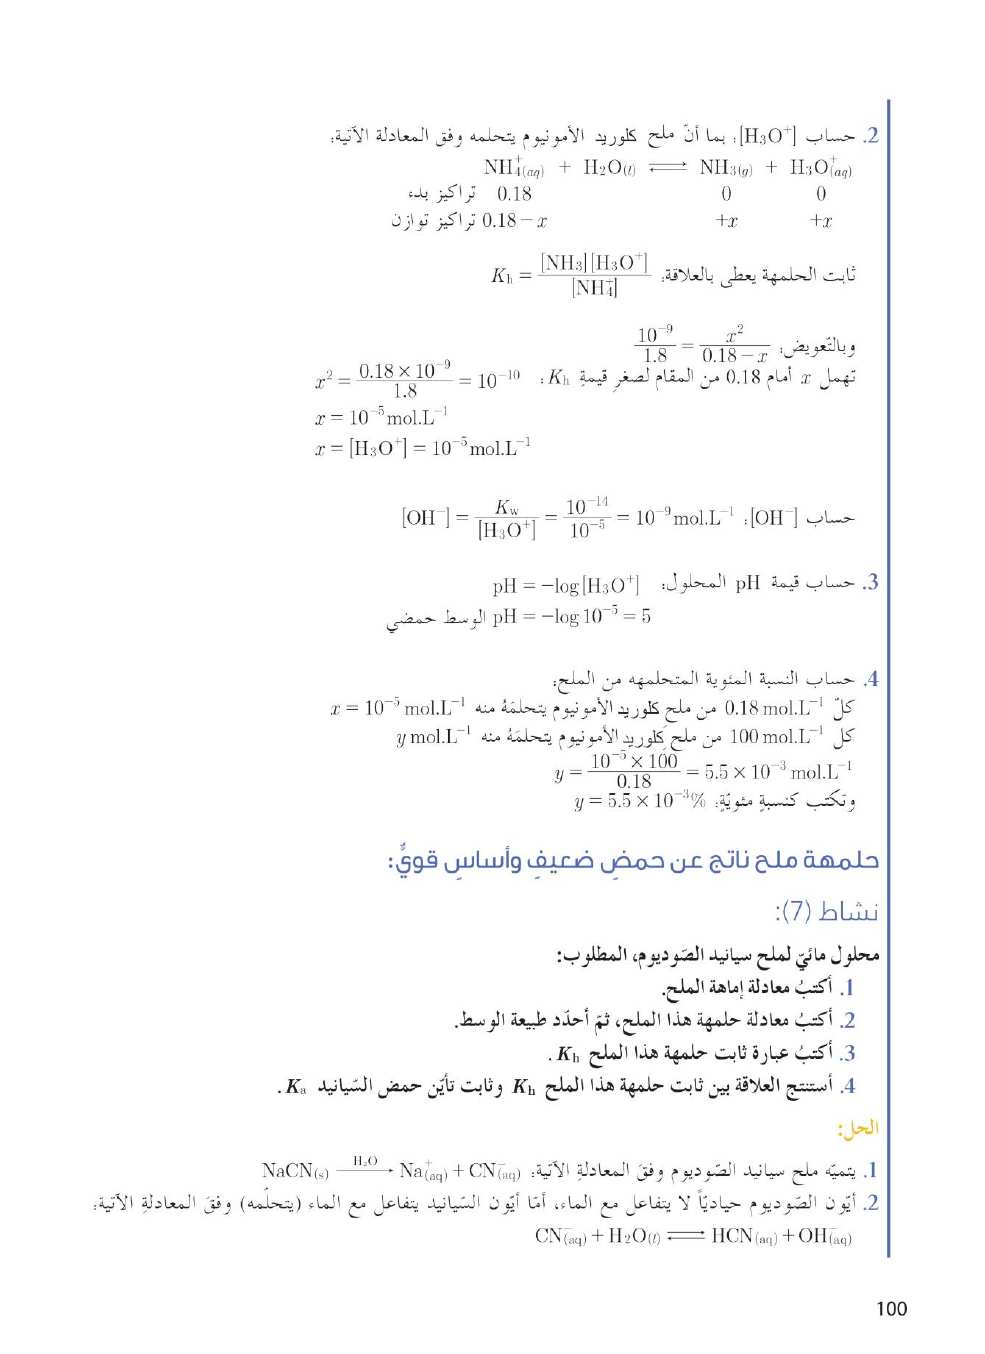 2. حساب [H₃O⁺]: بما أنّ ملح كلوريد الأمونيوم يتحلمه وفق المعادلة الآتية:
NH₄⁺(aq) + H₂O(l) ⇌ NH₃(g) + H₃O⁺(aq)
تراكيز بدء 0.18 0 0
تراكيز توازن 0.18 − x +x +x
ثابت الحلمهة يعطى بالعلاقة: Kh = [NH₃][H₃O⁺] / [NH₄⁺]
وبالتّعويض: 10⁻⁹ / 1.8 = x² / (0.18 − x)
تهمل x أمام 0.18 من المقام لصغرِ قيمةِ Kh: x² = (0.18 × 10⁻⁹) / 1.8 = 10⁻¹⁰
x = 10⁻⁵ mol.L⁻¹
x = [H₃O⁺] = 10⁻⁵ mol.L⁻¹
حساب [OH⁻]: [OH⁻] = Kw / [H₃O⁺] = 10⁻¹⁴ / 10⁻⁵ = 10⁻⁹ mol.L⁻¹
3. حساب قيمة pH المحلول: pH = −log[H₃O⁺]
pH = −log 10⁻⁵ = 5 الوسط حمضي
4. حساب النسبة المئوية المتحلمهه من الملح:
كلّ 0.18 mol.L⁻¹ من ملح كلوريد الأمونيوم يتحلمَهُ منه x = 10⁻⁵ mol.L⁻¹
كل 100 mol.L⁻¹ من ملح كلوريد الأمونيوم يتحلمَهُ منه y mol.L⁻¹
y = (10⁻⁵ × 100) / 0.18 = 5.5 × 10⁻³ mol.L⁻¹
وتكتب كنسبةٍ مئويّةٍ: y = 5.5 × 10⁻³%
حلمهة ملح ناتج عن حمضٍ ضعيفٍ وأساسٍ قويٍّ:
نشاط (7):
محلول مائيّ لملح سيانيد الصّوديوم، المطلوب:
1. أكتبُ معادلة إماهة الملح.
2. أكتبُ معادلة حلمهة هذا الملح، ثمّ أحدّد طبيعة الوسط.
3. أكتبُ عبارة ثابت حلمهة هذا الملح Kh.
4. أستنتج العلاقة بين ثابت حلمهة هذا الملح Kh وثابت تأيّن حمض السّيانيد Ka.
الحل:
1. يتميّه ملح سيانيد الصّوديوم وفقَ المعادلةِ الآتيّة: NaCN(s) —H₂O→ Na⁺(aq) + CN⁻(aq)
2. أيّون الصّوديوم حياديّاً لا يتفاعل مع الماء، أمّا أيّون السّيانيد يتفاعل مع الماء (يتحلّمه) وفقَ المعادلةِ الآتية:
CN⁻(aq) + H₂O(l) ⇌ HCN(aq) + OH⁻(aq)
100